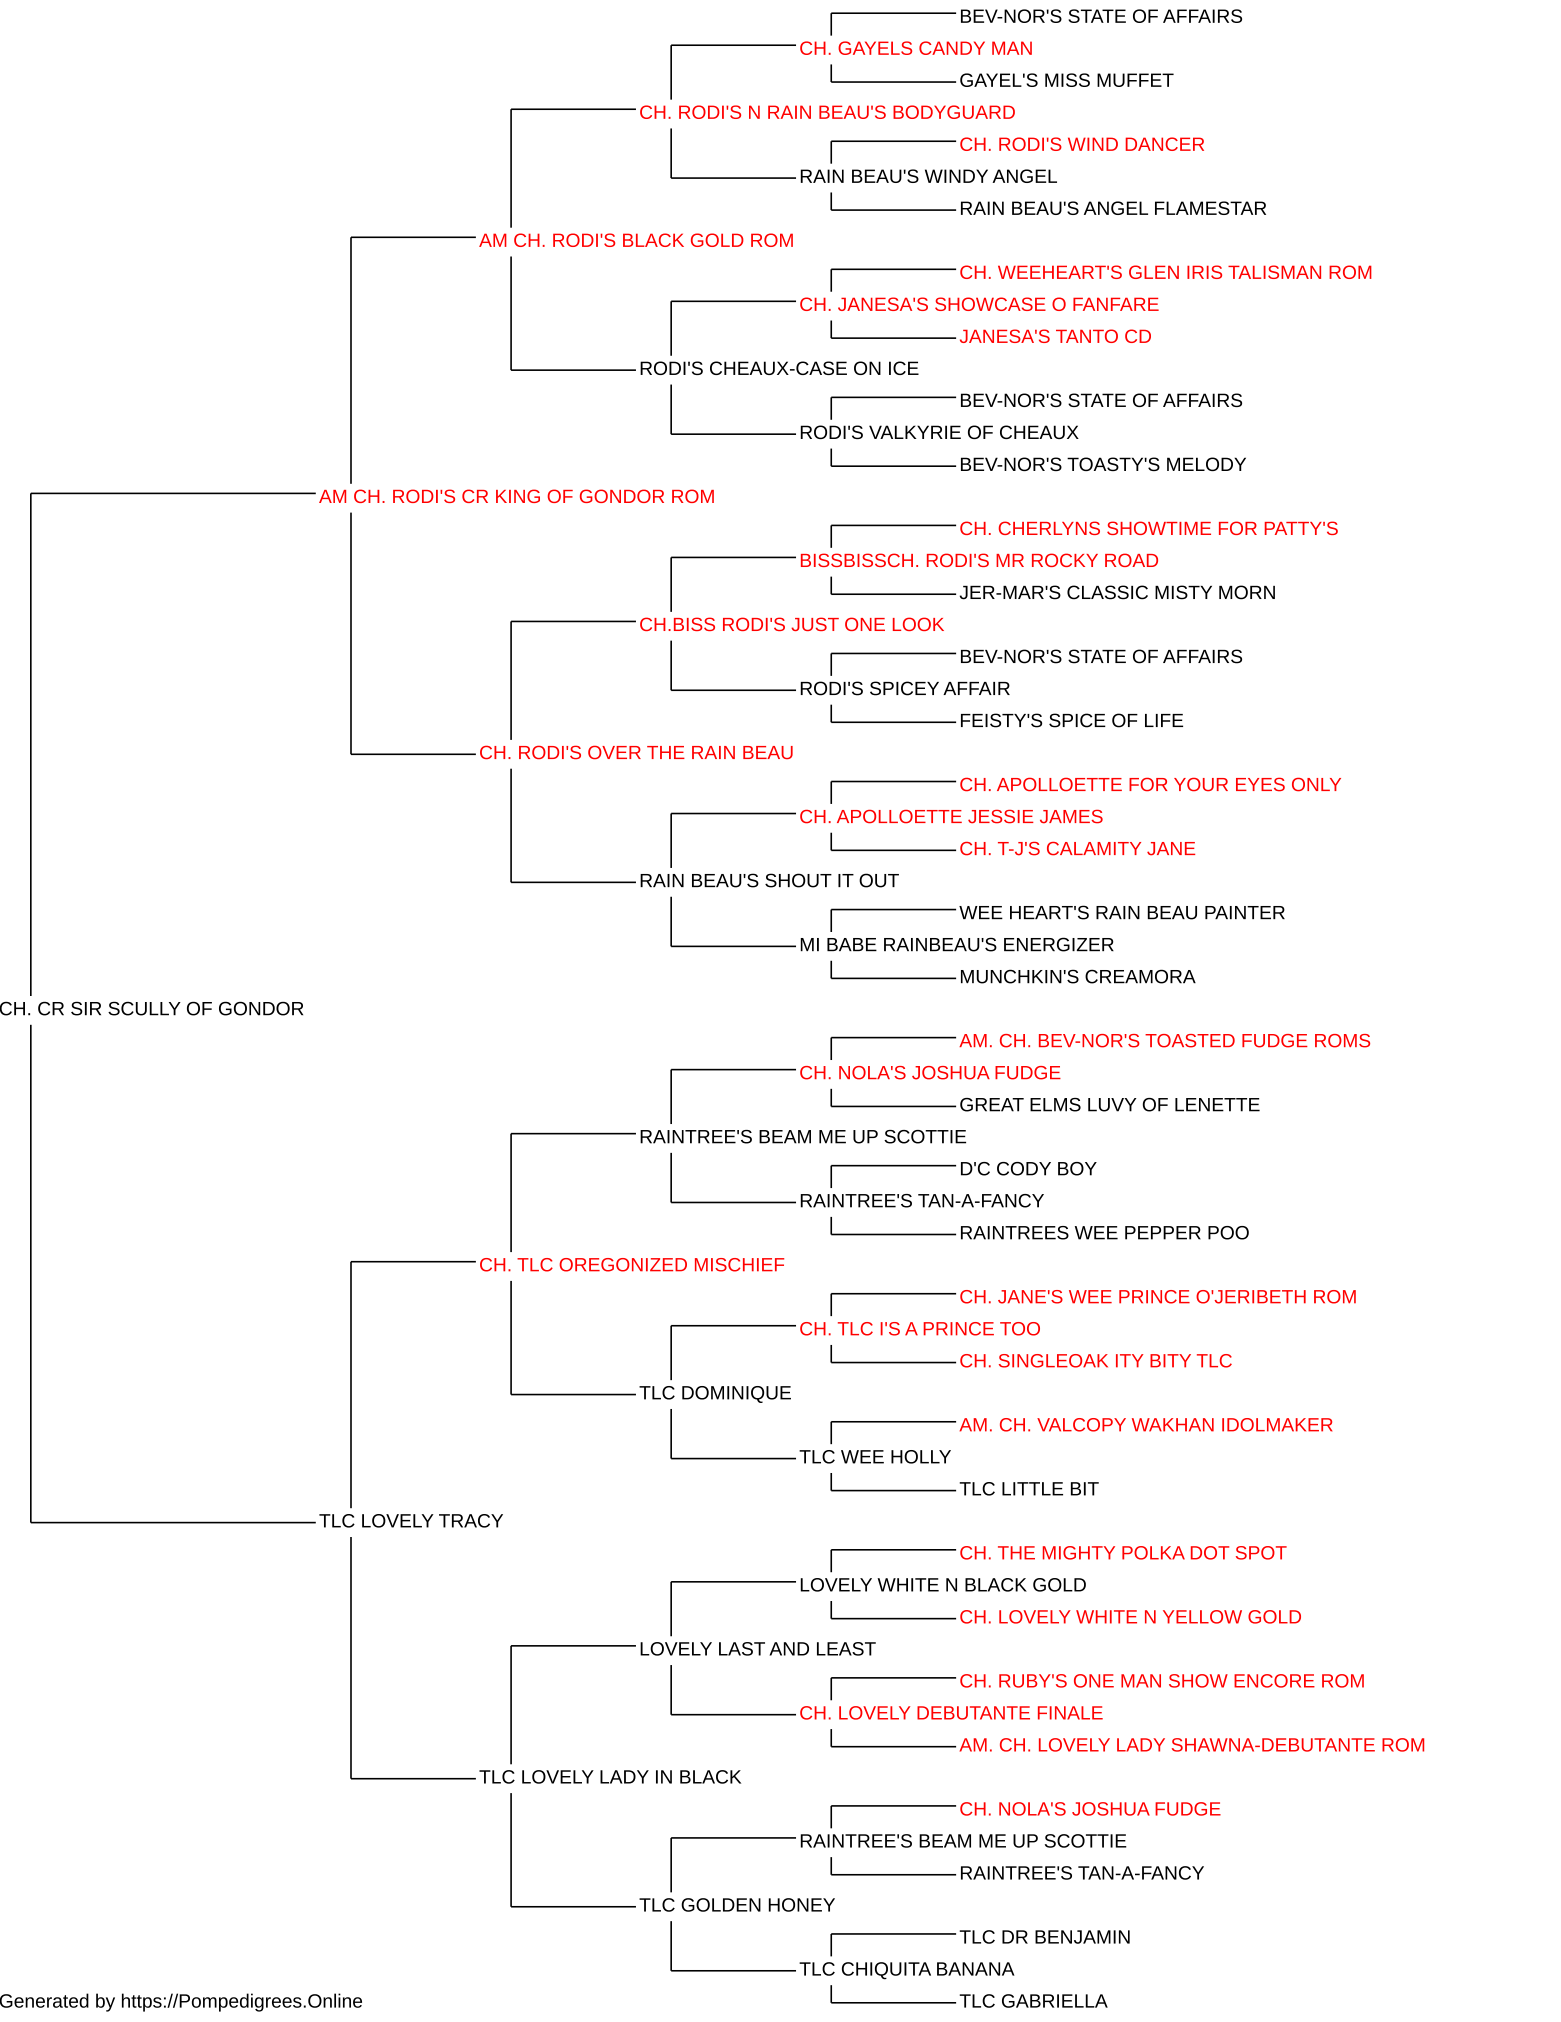 BEV-NOR'S STATE OF AFFAIRS
CH. GAYELS CANDY MAN
GAYEL'S MISS MUFFET
CH. RODI'S N RAIN BEAU'S BODYGUARD
CH. RODI'S WIND DANCER
RAIN BEAU'S WINDY ANGEL
RAIN BEAU'S ANGEL FLAMESTAR
AM CH. RODI'S BLACK GOLD ROM
CH. WEEHEART'S GLEN IRIS TALISMAN ROM
CH. JANESA'S SHOWCASE O FANFARE
JANESA'S TANTO CD
RODI'S CHEAUX-CASE ON ICE
BEV-NOR'S STATE OF AFFAIRS
RODI'S VALKYRIE OF CHEAUX
BEV-NOR'S TOASTY'S MELODY
AM CH. RODI'S CR KING OF GONDOR ROM
CH. CHERLYNS SHOWTIME FOR PATTY'S
BISSBISSCH. RODI'S MR ROCKY ROAD
JER-MAR'S CLASSIC MISTY MORN
CH.BISS RODI'S JUST ONE LOOK
BEV-NOR'S STATE OF AFFAIRS
RODI'S SPICEY AFFAIR
FEISTY'S SPICE OF LIFE
CH. RODI'S OVER THE RAIN BEAU
CH. APOLLOETTE FOR YOUR EYES ONLY
CH. APOLLOETTE JESSIE JAMES
CH. T-J'S CALAMITY JANE
RAIN BEAU'S SHOUT IT OUT
WEE HEART'S RAIN BEAU PAINTER
MI BABE RAINBEAU'S ENERGIZER
MUNCHKIN'S CREAMORA
CH. CR SIR SCULLY OF GONDOR
AM. CH. BEV-NOR'S TOASTED FUDGE ROMS
CH. NOLA'S JOSHUA FUDGE
GREAT ELMS LUVY OF LENETTE
RAINTREE'S BEAM ME UP SCOTTIE
D'C CODY BOY
RAINTREE'S TAN-A-FANCY
RAINTREES WEE PEPPER POO
CH. TLC OREGONIZED MISCHIEF
CH. JANE'S WEE PRINCE O'JERIBETH ROM
CH. TLC I'S A PRINCE TOO
CH. SINGLEOAK ITY BITY TLC
TLC DOMINIQUE
AM. CH. VALCOPY WAKHAN IDOLMAKER
TLC WEE HOLLY
TLC LITTLE BIT
TLC LOVELY TRACY
CH. THE MIGHTY POLKA DOT SPOT
LOVELY WHITE N BLACK GOLD
CH. LOVELY WHITE N YELLOW GOLD
LOVELY LAST AND LEAST
CH. RUBY'S ONE MAN SHOW ENCORE ROM
CH. LOVELY DEBUTANTE FINALE
AM. CH. LOVELY LADY SHAWNA-DEBUTANTE ROM
TLC LOVELY LADY IN BLACK
CH. NOLA'S JOSHUA FUDGE
RAINTREE'S BEAM ME UP SCOTTIE
RAINTREE'S TAN-A-FANCY
TLC GOLDEN HONEY
TLC DR BENJAMIN
TLC CHIQUITA BANANA
TLC GABRIELLA
Generated by https://Pompedigrees.Online